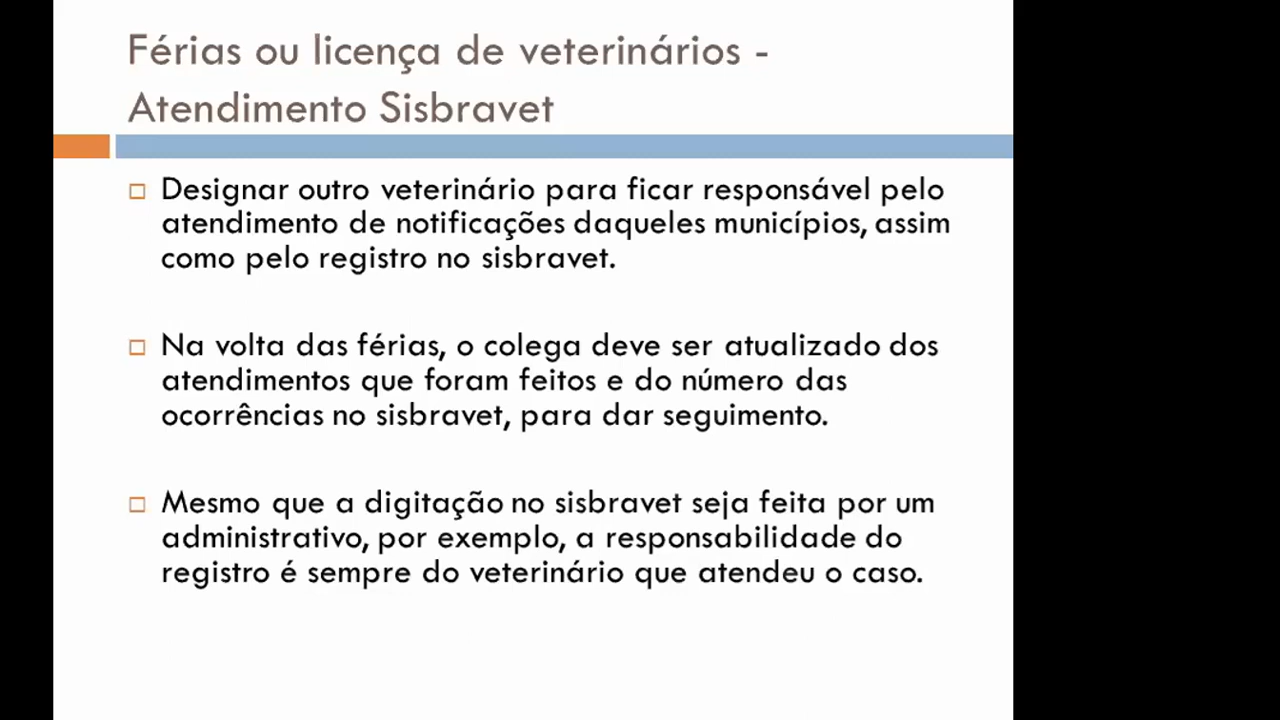 Férias ou licença de veterinários -
Atendimento Sisbravet
Designar outro veterinário para ficar responsável pelo
atendimento de notificações daqueles municípios, assim
como pelo registro no sisbravet.
Na volta das férias, o colega deve ser atualizado dos
atendimentos que foram feitos e do número das
ocorrências no sisbravet, para dar seguimento.
Mesmo que a digitação no sisbravet seja feita por um
administrativo, por exemplo, a responsabilidade do
registro é sempre do veterinário que atendeu o caso.